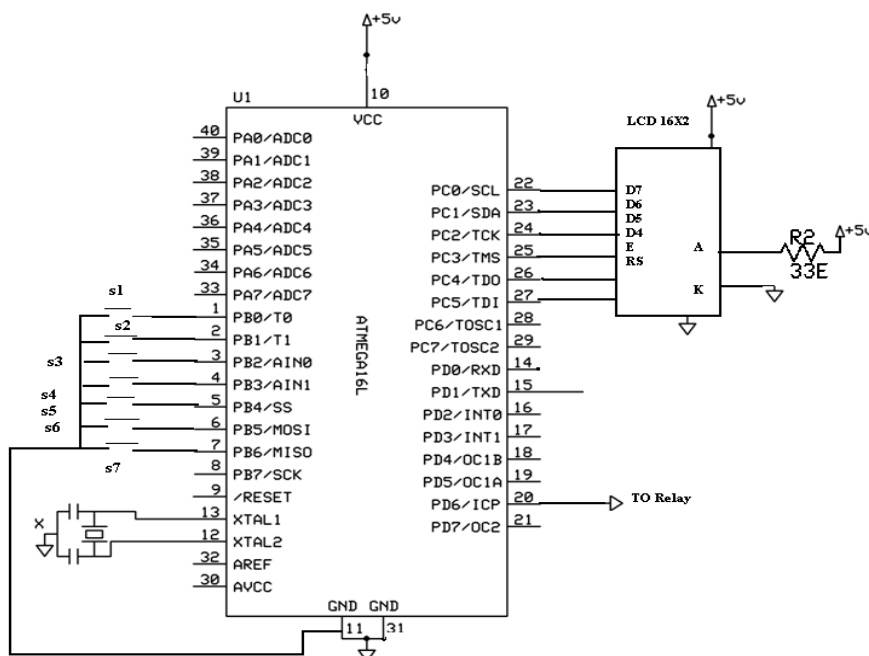 +5v
U1
10
VCC
40 PA0/ADC0
39 PA1/ADC1
38 PA2/ADC2
37 PA3/ADC3
36 PA4/ADC4
35 PA5/ADC5
34 PA6/ADC6
33 PA7/ADC7
1 PB0/T0
2 PB1/T1
3 PB2/AIN0
4 PB3/AIN1
5 PB4/SS
6 PB5/MOSI
7 PB6/MISO
8 PB7/SCK
9 /RESET
13 XTAL1
12 XTAL2
32 AREF
30 AVCC
ATMEGA16L
PC0/SCL 22
PC1/SDA 23
PC2/TCK 24
PC3/TMS 25
PC4/TDO 26
PC5/TDI 27
PC6/TOSC1 28
PC7/TOSC2 29
PD0/RXD 14
PD1/TXD 15
PD2/INT0 16
PD3/INT1 17
PD4/OC1B 18
PD5/OC1A 19
PD6/ICP 20
PD7/OC2 21
GND GND
11 31
s1
s2
s3
s4
s5
s6
s7
X
+5v
LCD 16X2
D7
D6
D5
D4
E
RS
A
K
R2
33E
+5v
TO Relay